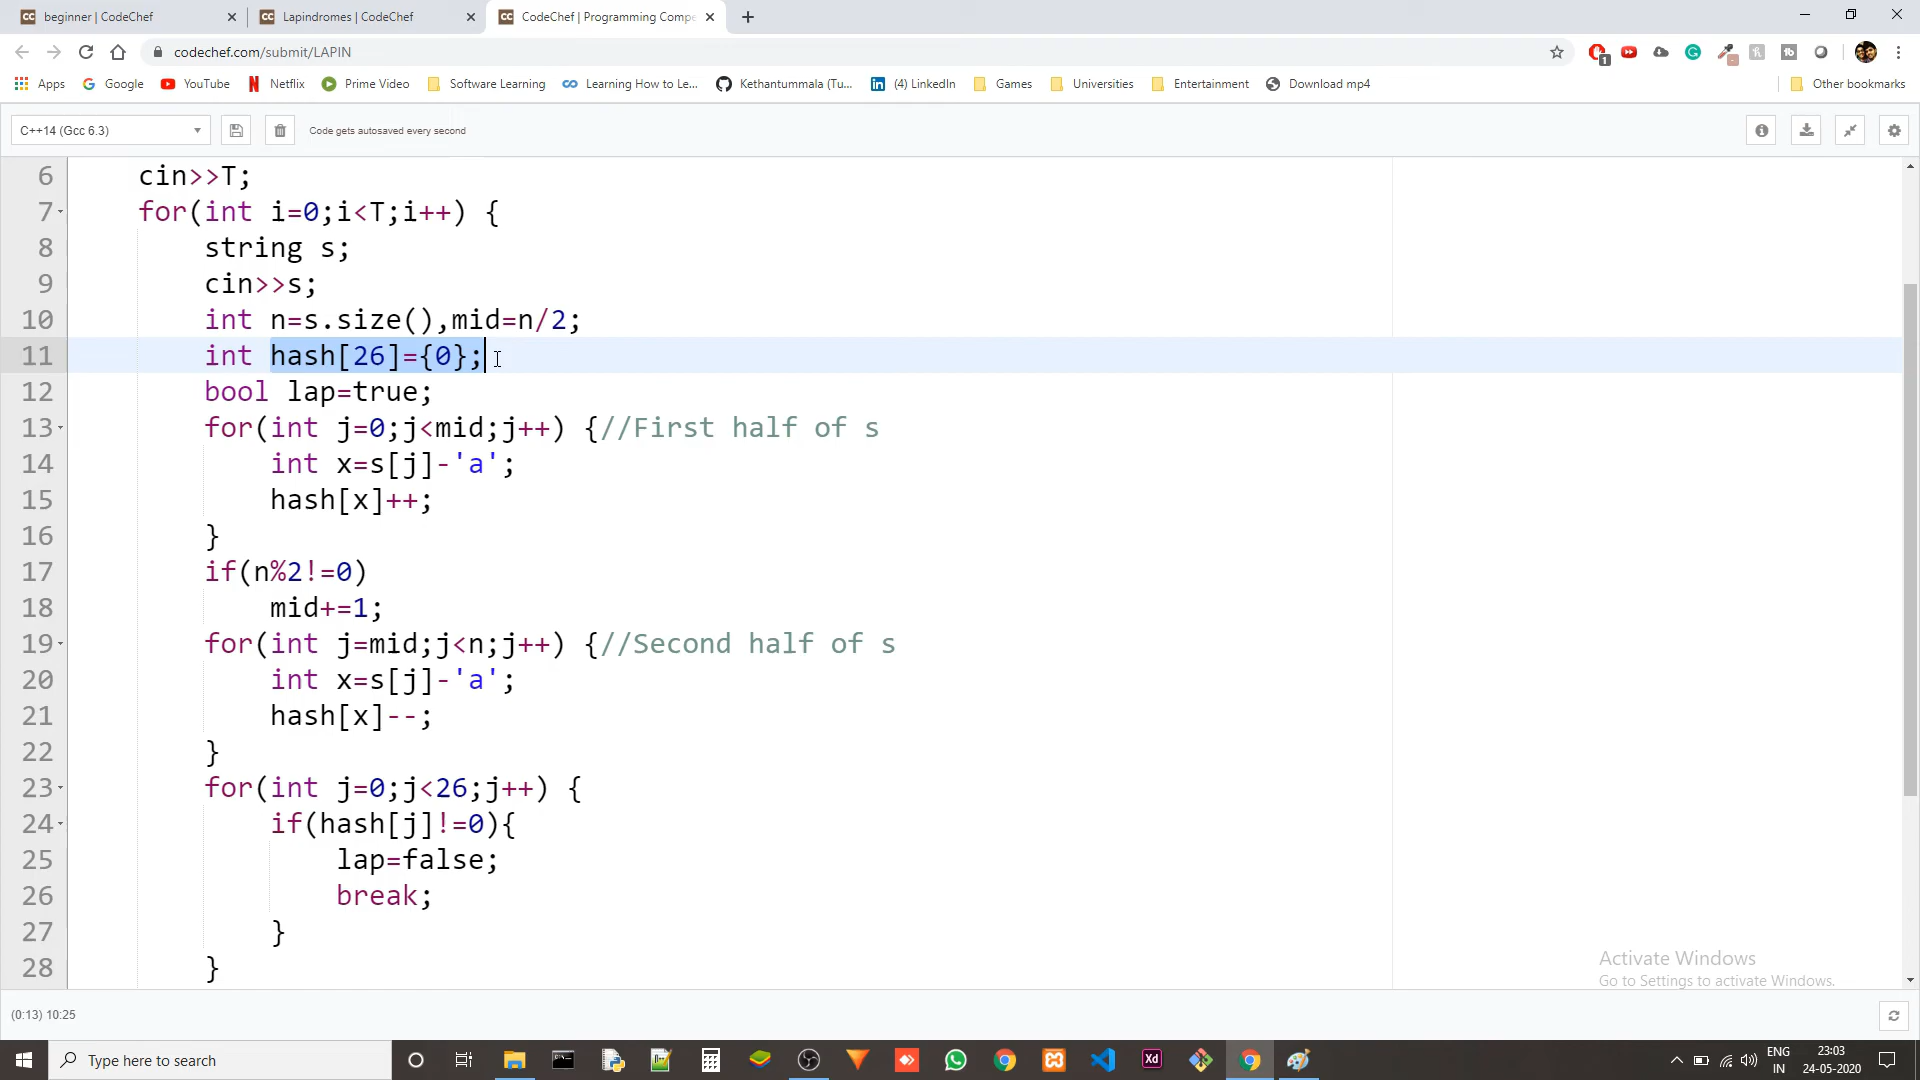 beginner | CodeChef
Lapindromes | CodeChef
CodeChef | Programming Compe
codechef.com/submit/LAPIN
1
Apps
Google
YouTube
Netflix
Prime Video
Software Learning
Learning How to Le...
Kethantummala (Tu...
(4) LinkedIn
Games
Universities
Entertainment
Download mp4
Other bookmarks
C++14 (Gcc 6.3)
Code gets autosaved every second
6 cin>>T;
7 for(int i=0;i<T;i++) {
8 string s;
9 cin>>s;
10 int n=s.size(),mid=n/2;
11 int hash[26]={0};
12 bool lap=true;
13 for(int j=0;j<mid;j++) {//First half of s
14 int x=s[j]-'a';
15 hash[x]++;
16 }
17 if(n%2!=0)
18 mid+=1;
19 for(int j=mid;j<n;j++) {//Second half of s
20 int x=s[j]-'a';
21 hash[x]--;
22 }
23 for(int j=0;j<26;j++) {
24 if(hash[j]!=0){
25 lap=false;
26 break;
27 }
28 }
Activate Windows
Go to Settings to activate Windows.
(0:13) 10:25
Type here to search
Xd
ENG
IN
23:03
24-05-2020